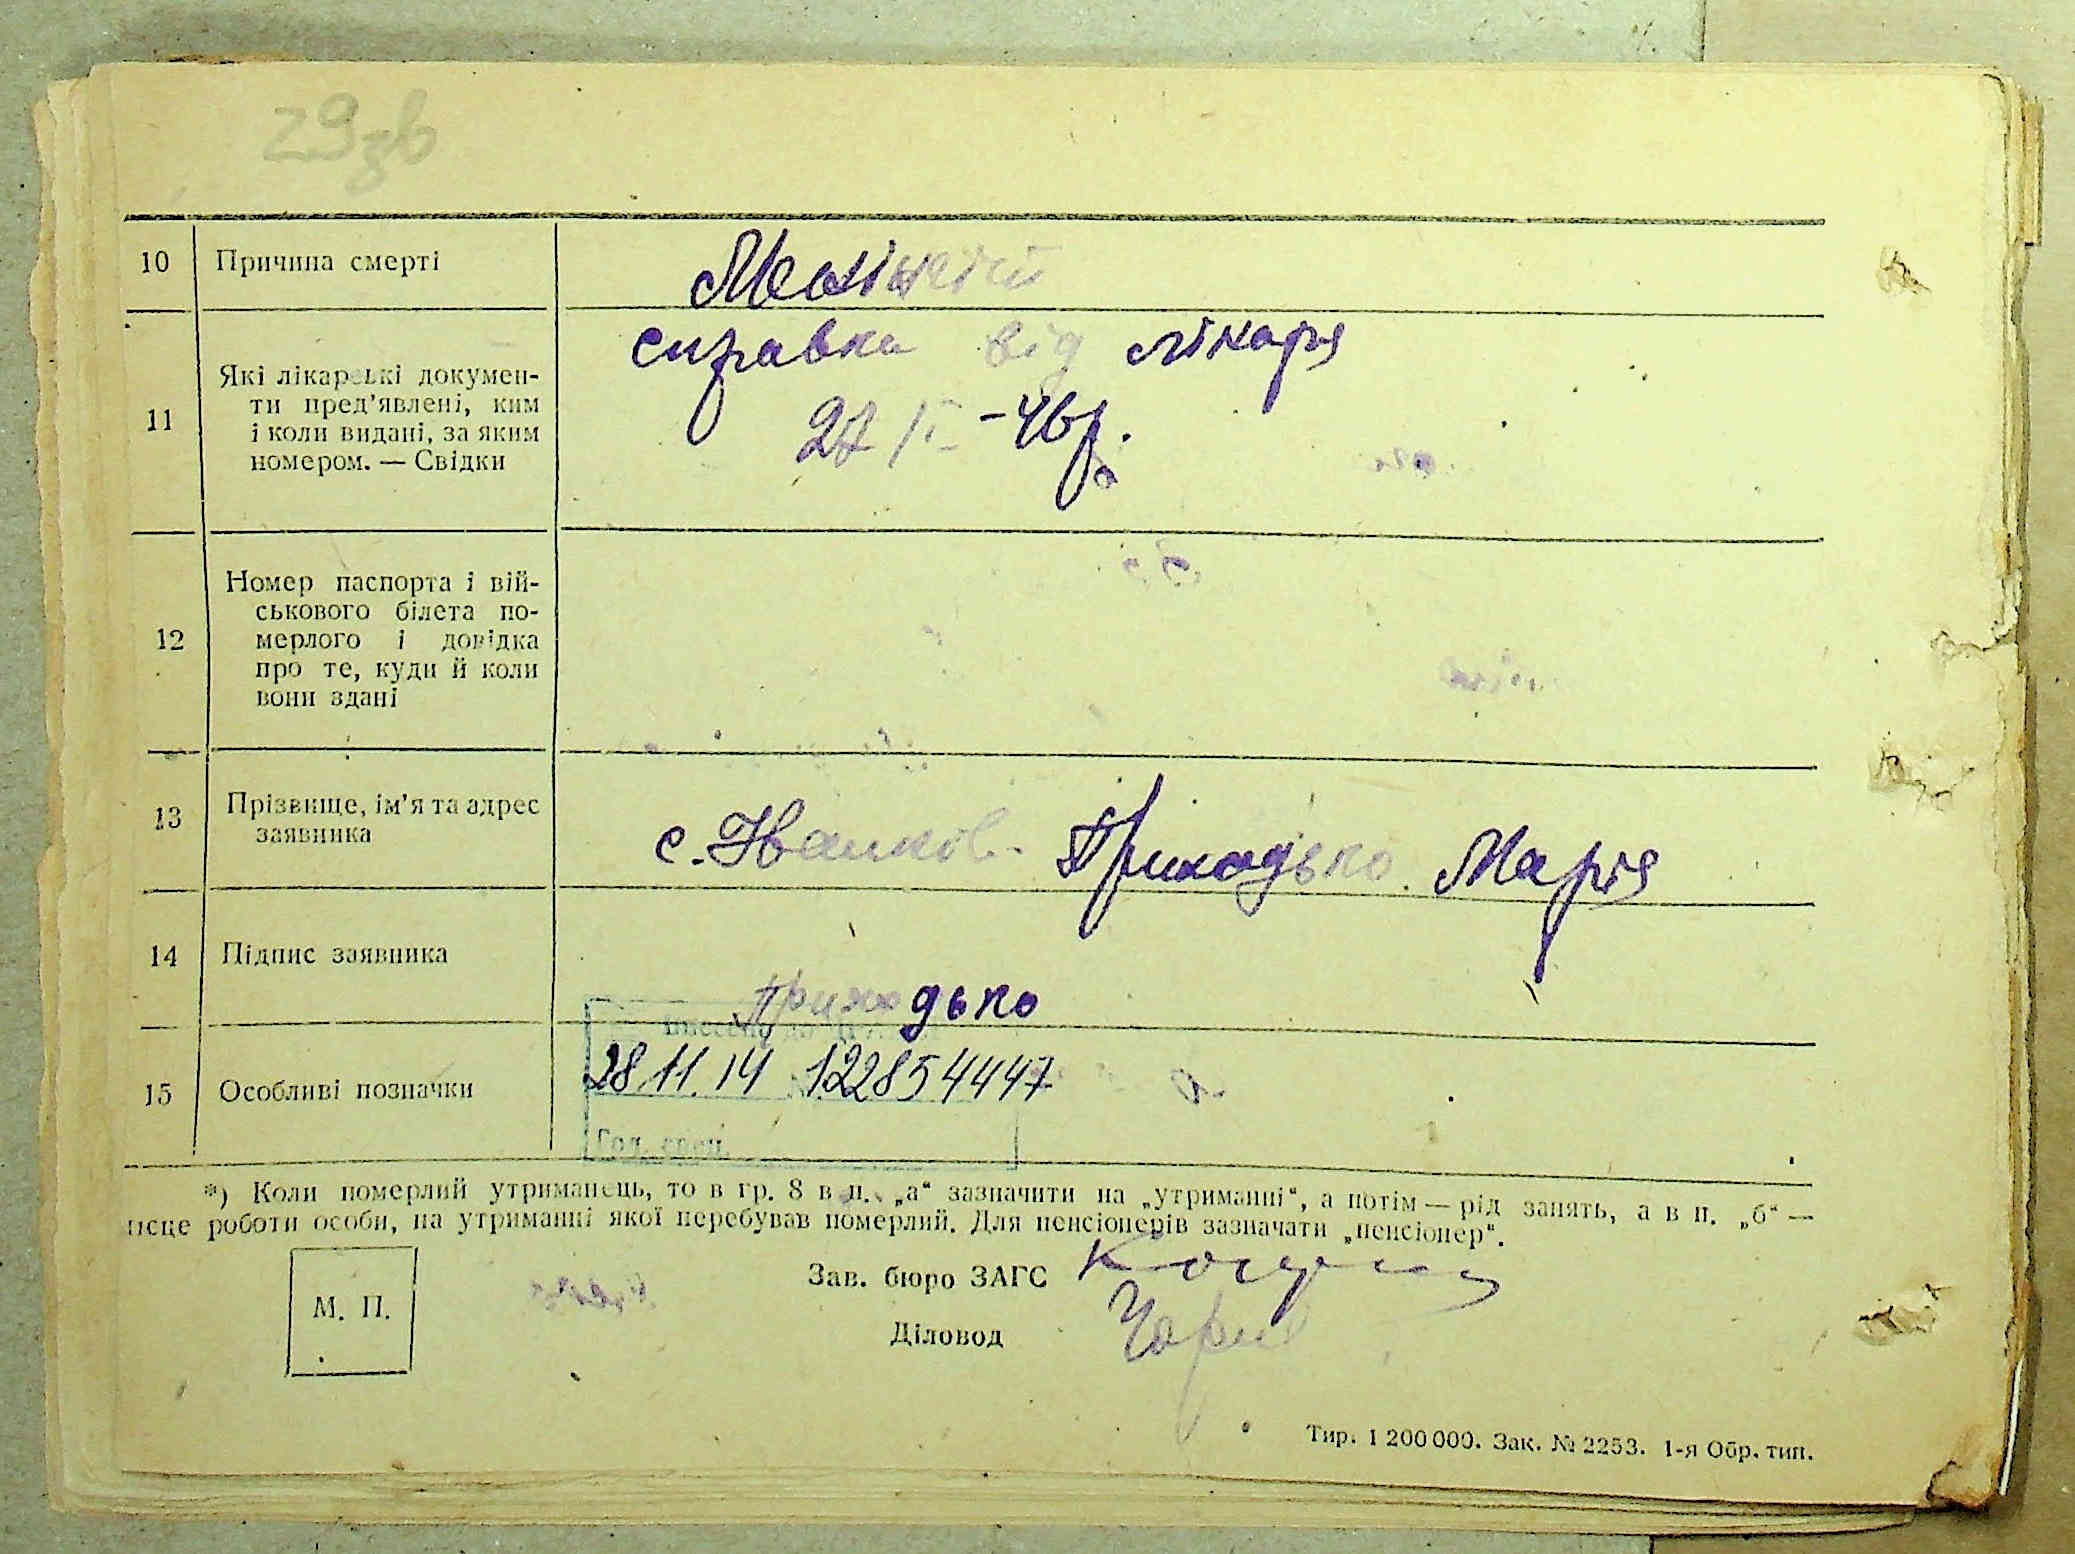 29зв
10 Причина смерті
справка від лікаря
11 Які лікарські докумен-
ти пред’явлені, ким
і коли видані, за яким
номером. — Свідки
27 -46р.
12 Номер паспорта і вій-
ськового білета по-
мерлого і довідка
про те, куди й коли
вони здані
13 Прізвище, ім’я та адрес
заявника
с. Приходько Марія
14 Підпис заявника
Приходько
15 Особливі позначки
28.11.14 122854447
Гол. спец.
*) Коли померлий утриманець, то в гр. 8 в п. „а“ зазначити на „утриманні“, а потім — рід занять, а в п. „б“ —
місце роботи особи, на утриманні якої перебував померлий. Для пенсіонерів зазначати „пенсіонер“.
М. П.
Зав. бюро ЗАГС
Діловод
Тир. 1 200 000. Зак. № 2253. 1-я Обр. тип.